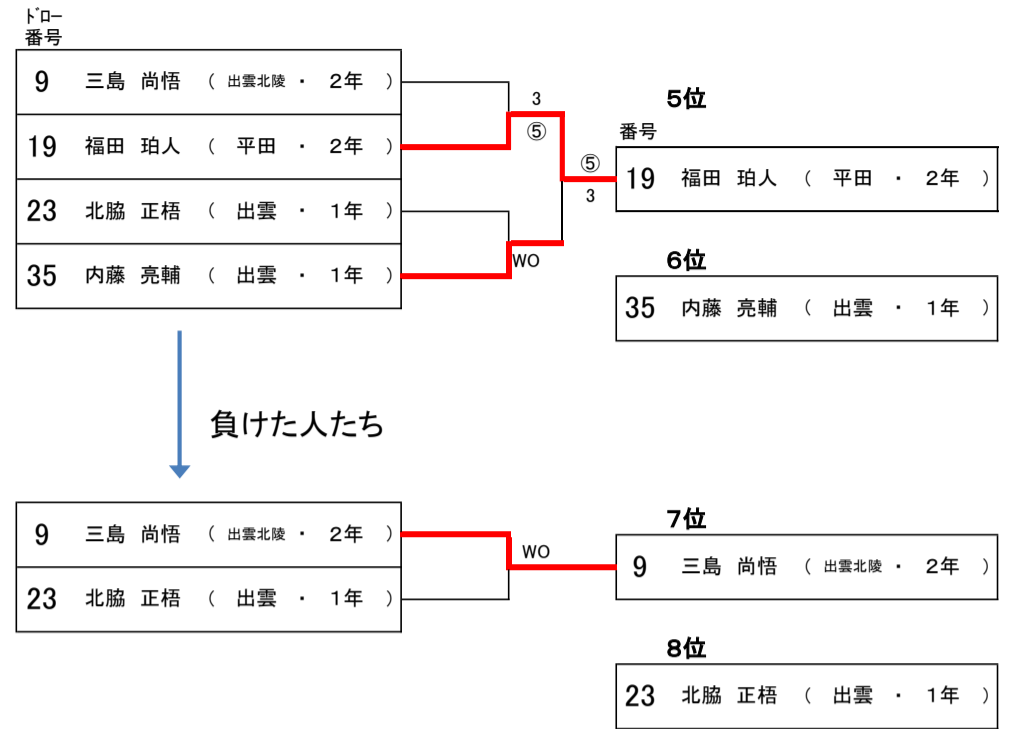 ﾄﾞﾛｰ
番号
9 三島 尚悟 （ 出雲北陵 ・ 2年 ）
19 福田 珀人 （ 平田 ・ 2年 ）
23 北脇 正梧 （ 出雲 ・ 1年 ）
35 内藤 亮輔 （ 出雲 ・ 1年 ）
3
⑤
WO
⑤
3
5位
番号
19 福田 珀人 （ 平田 ・ 2年 ）
6位
35 内藤 亮輔 （ 出雲 ・ 1年 ）
負けた人たち
9 三島 尚悟 （ 出雲北陵 ・ 2年 ）
23 北脇 正梧 （ 出雲 ・ 1年 ）
WO
7位
9 三島 尚悟 （ 出雲北陵 ・ 2年 ）
8位
23 北脇 正梧 （ 出雲 ・ 1年 ）